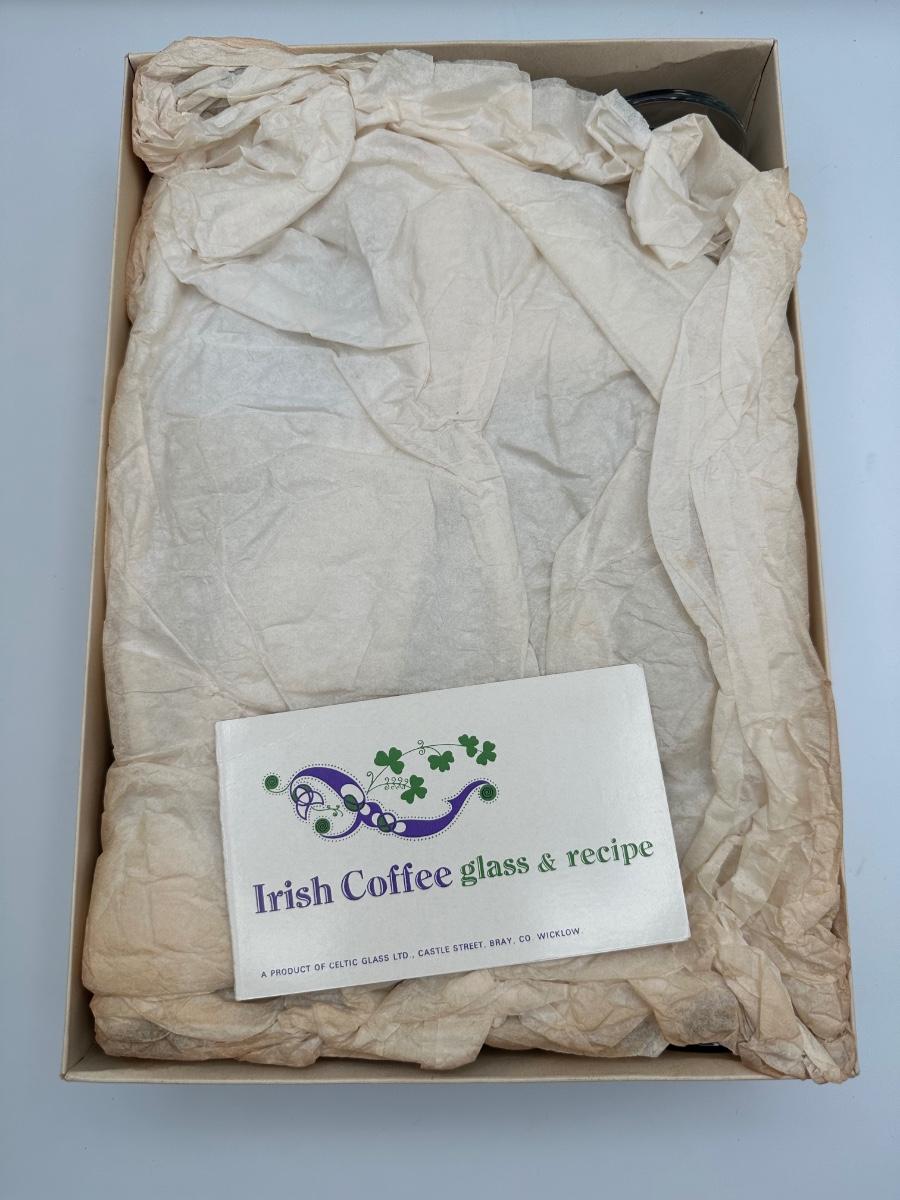 Irish Coffee glass & recipe
A PRODUCT OF CELTIC GLASS LTD., CASTLE STREET, BRAY, CO. WICKLOW.